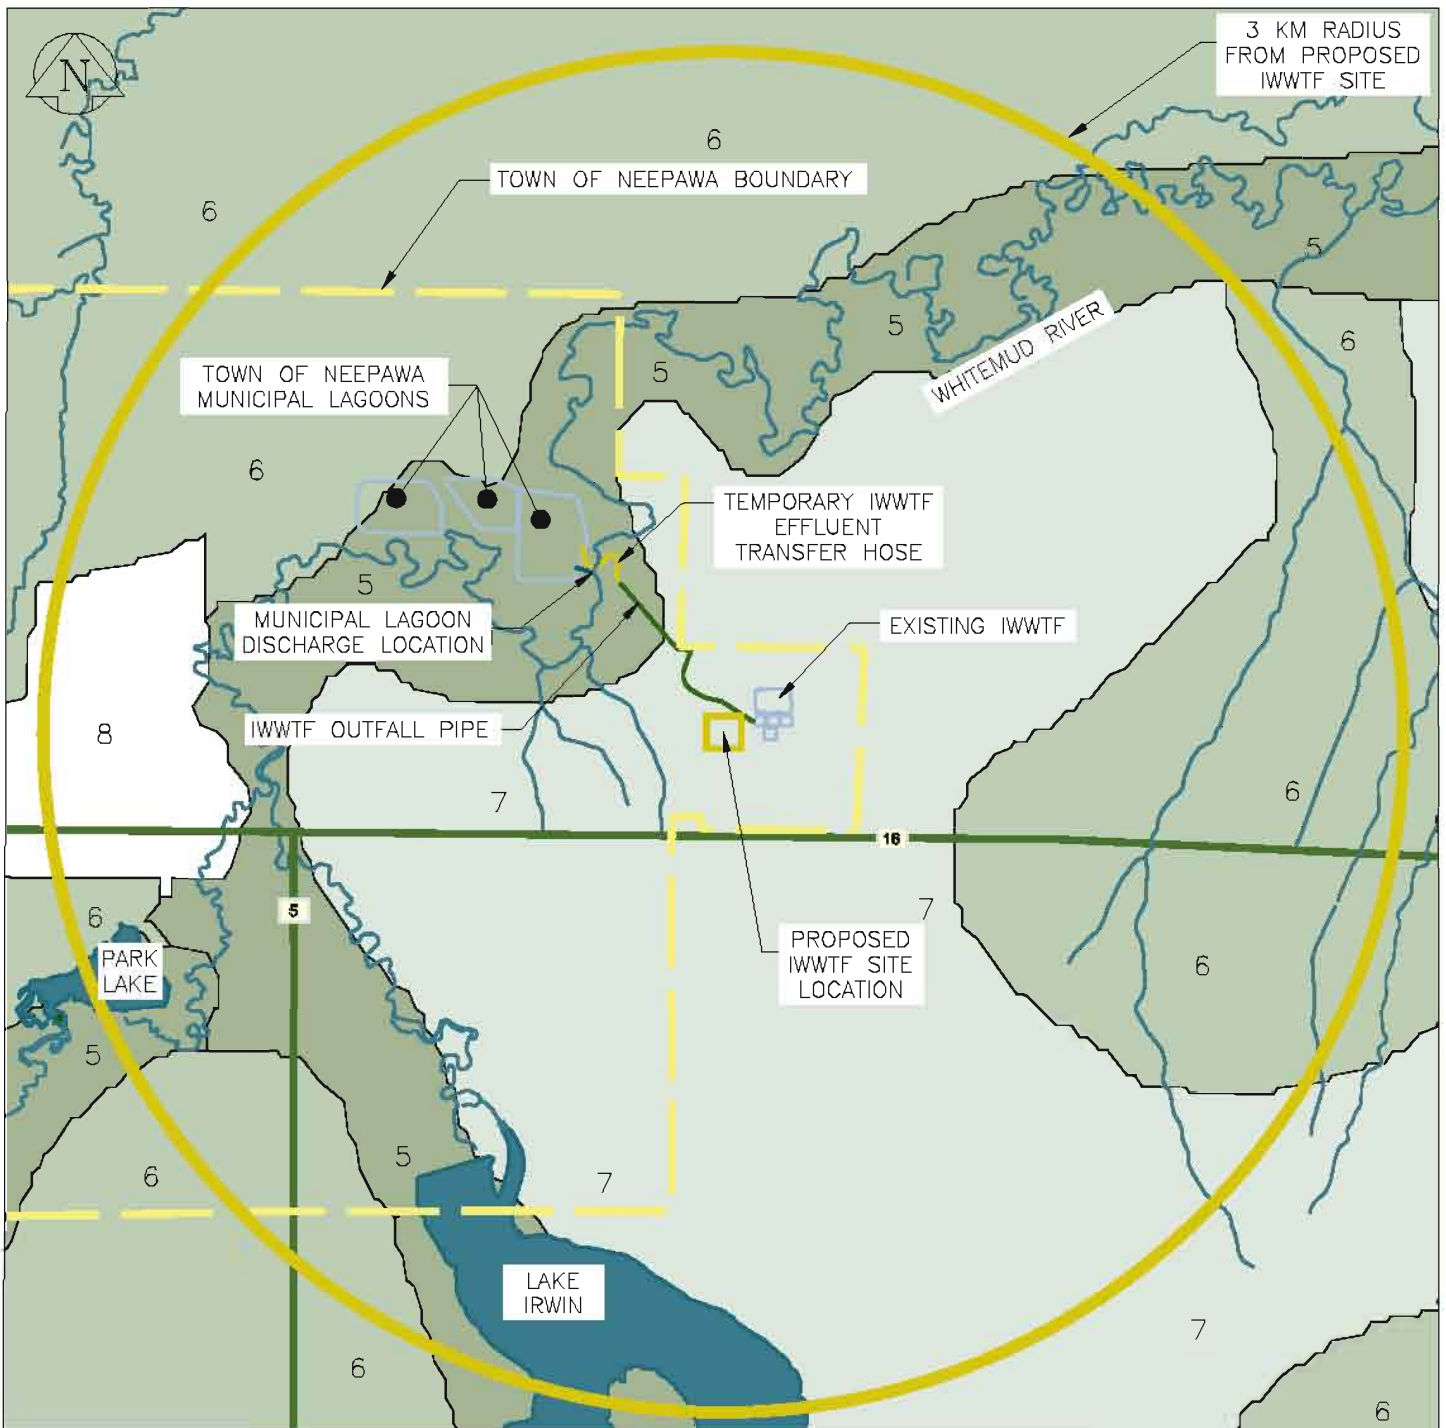 3 KM RADIUS
FROM PROPOSED
IWWTF SITE
N
6
TOWN OF NEEPAWA BOUNDARY
6
5
5
WHITEMUD RIVER
6
5
TOWN OF NEEPAWA
MUNICIPAL LAGOONS
6
TEMPORARY IWWTF
EFFLUENT
TRANSFER HOSE
5
MUNICIPAL LAGOON
DISCHARGE LOCATION
EXISTING IWWTF
IWWTF OUTFALL PIPE
8
7
6
16
5
7
6
PARK
LAKE
PROPOSED
IWWTF SITE
LOCATION
6
5
5
6
7
LAKE
IRWIN
7
6
6